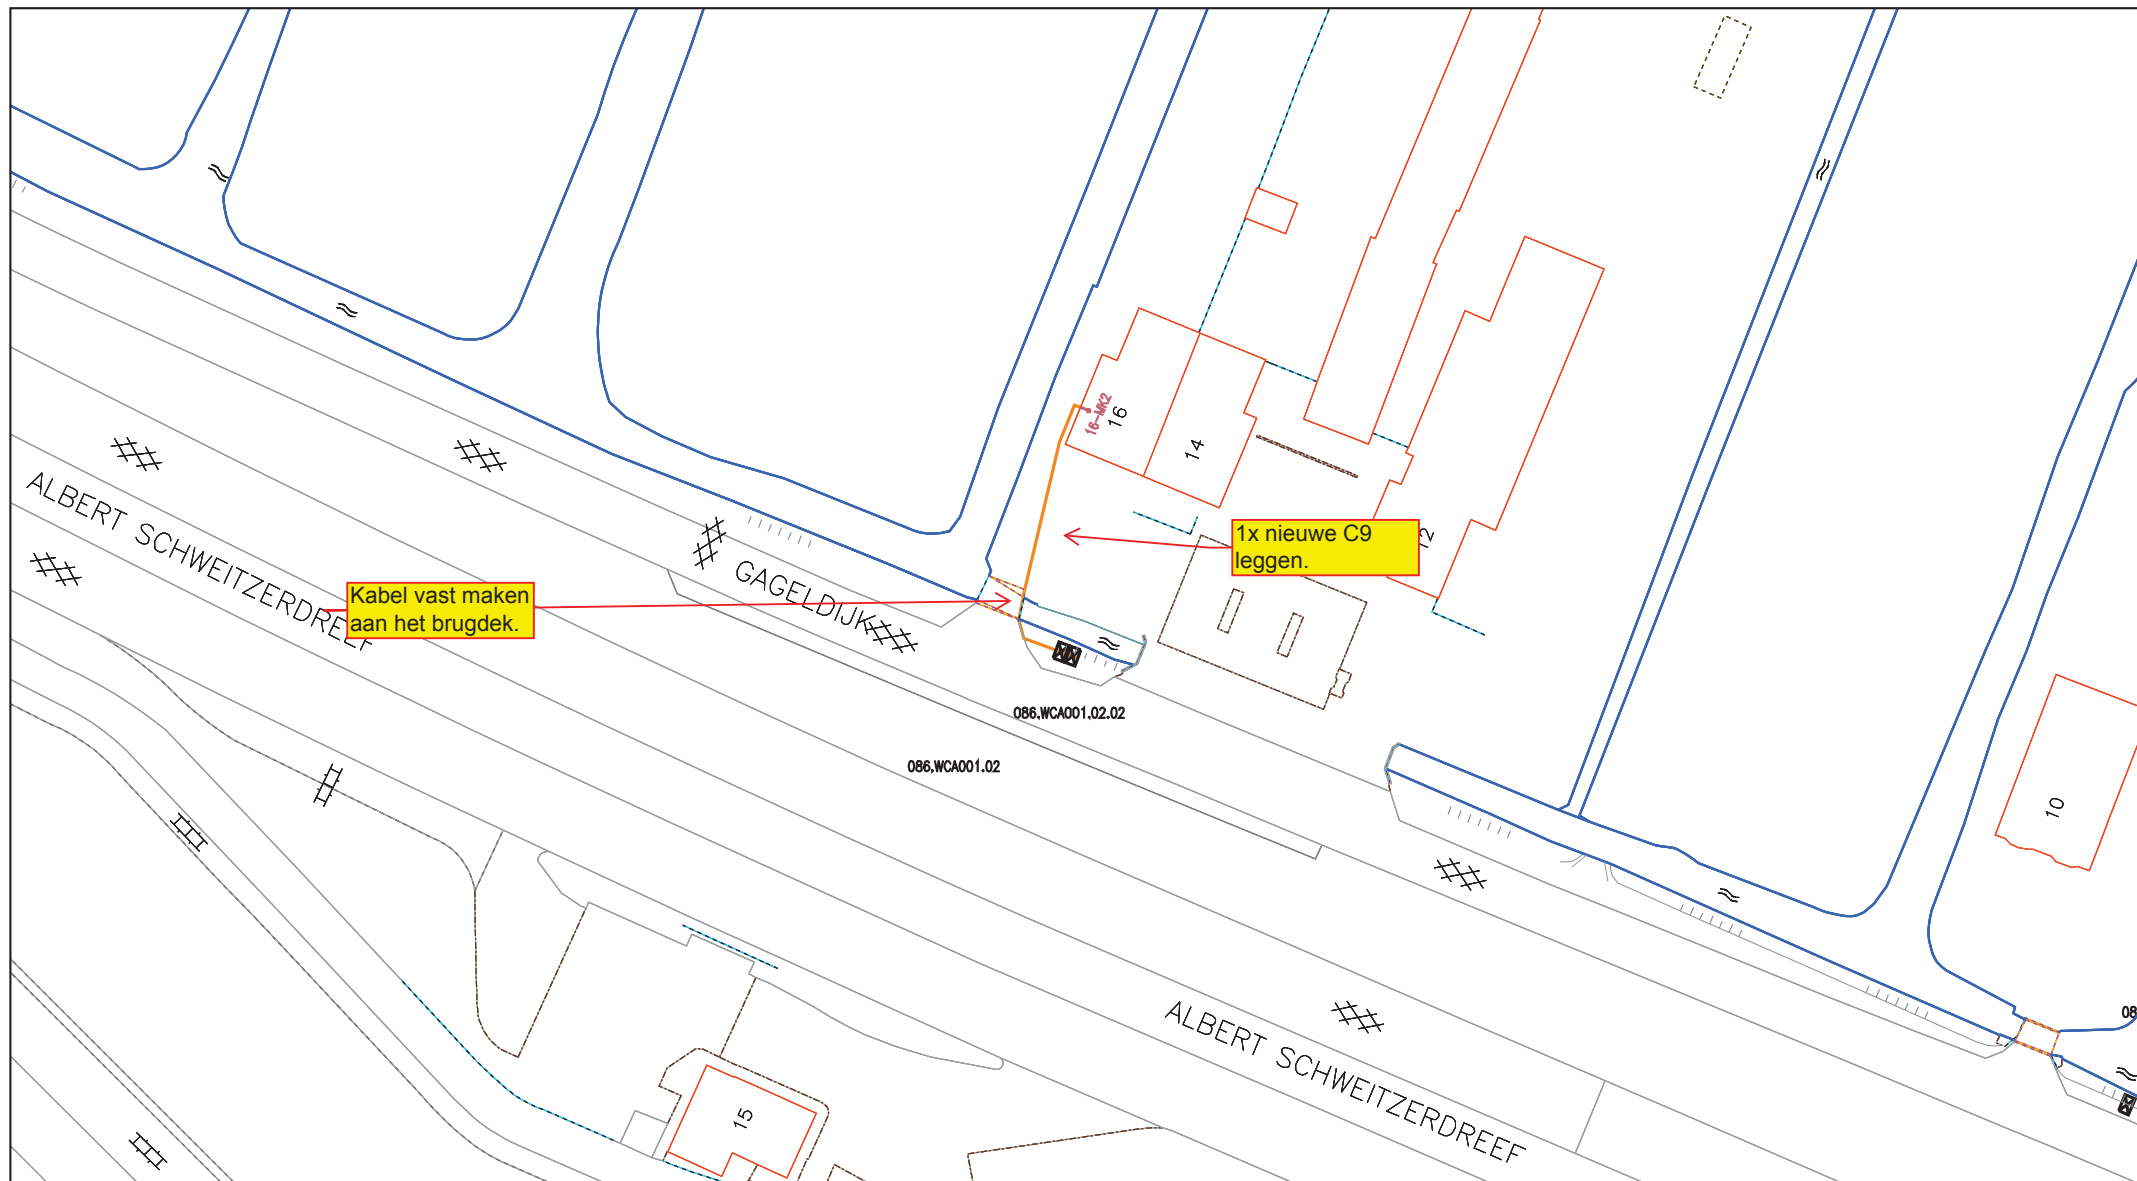 16-MK2
16
14
12
1x nieuwe C9
leggen.
ALBERT SCHWEITZERDREEF
GAGELDIJK
Kabel vast maken
aan het brugdek.
086.WCA001.02.02
086.WCA001.02
10
08
ALBERT SCHWEITZERDREEF
15